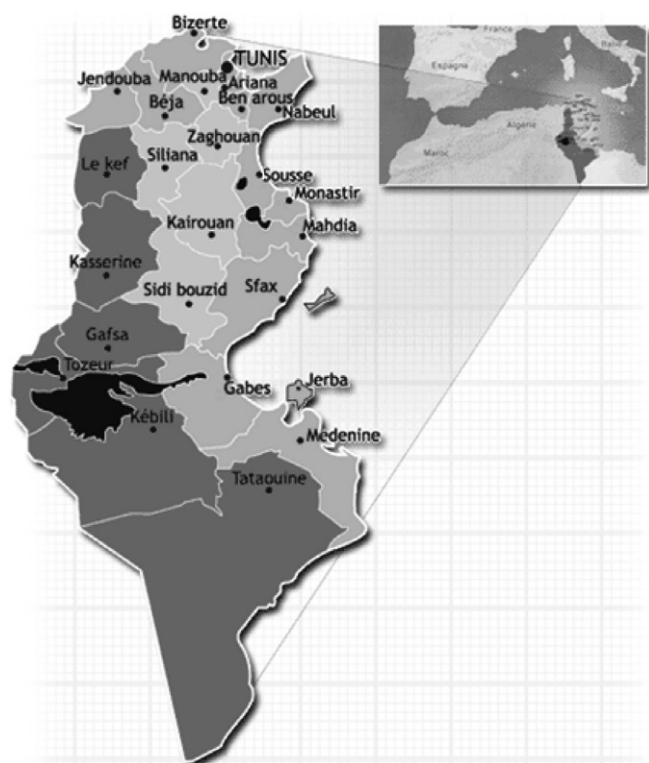 Bizerte
TUNIS
Jendouba
Manouba
Ariana
Béja
Ben arous
Nabeul
Zaghouan
Le kef
Siliana
Sousse
Monastir
Kairouan
Mahdia
Kasserine
Sidi bouzid
Sfax
Gafsa
Tozeur
Gabes
Jerba
Kébili
Médenine
Tataouine
France
Italie
Espagne
Algérie
Maroc